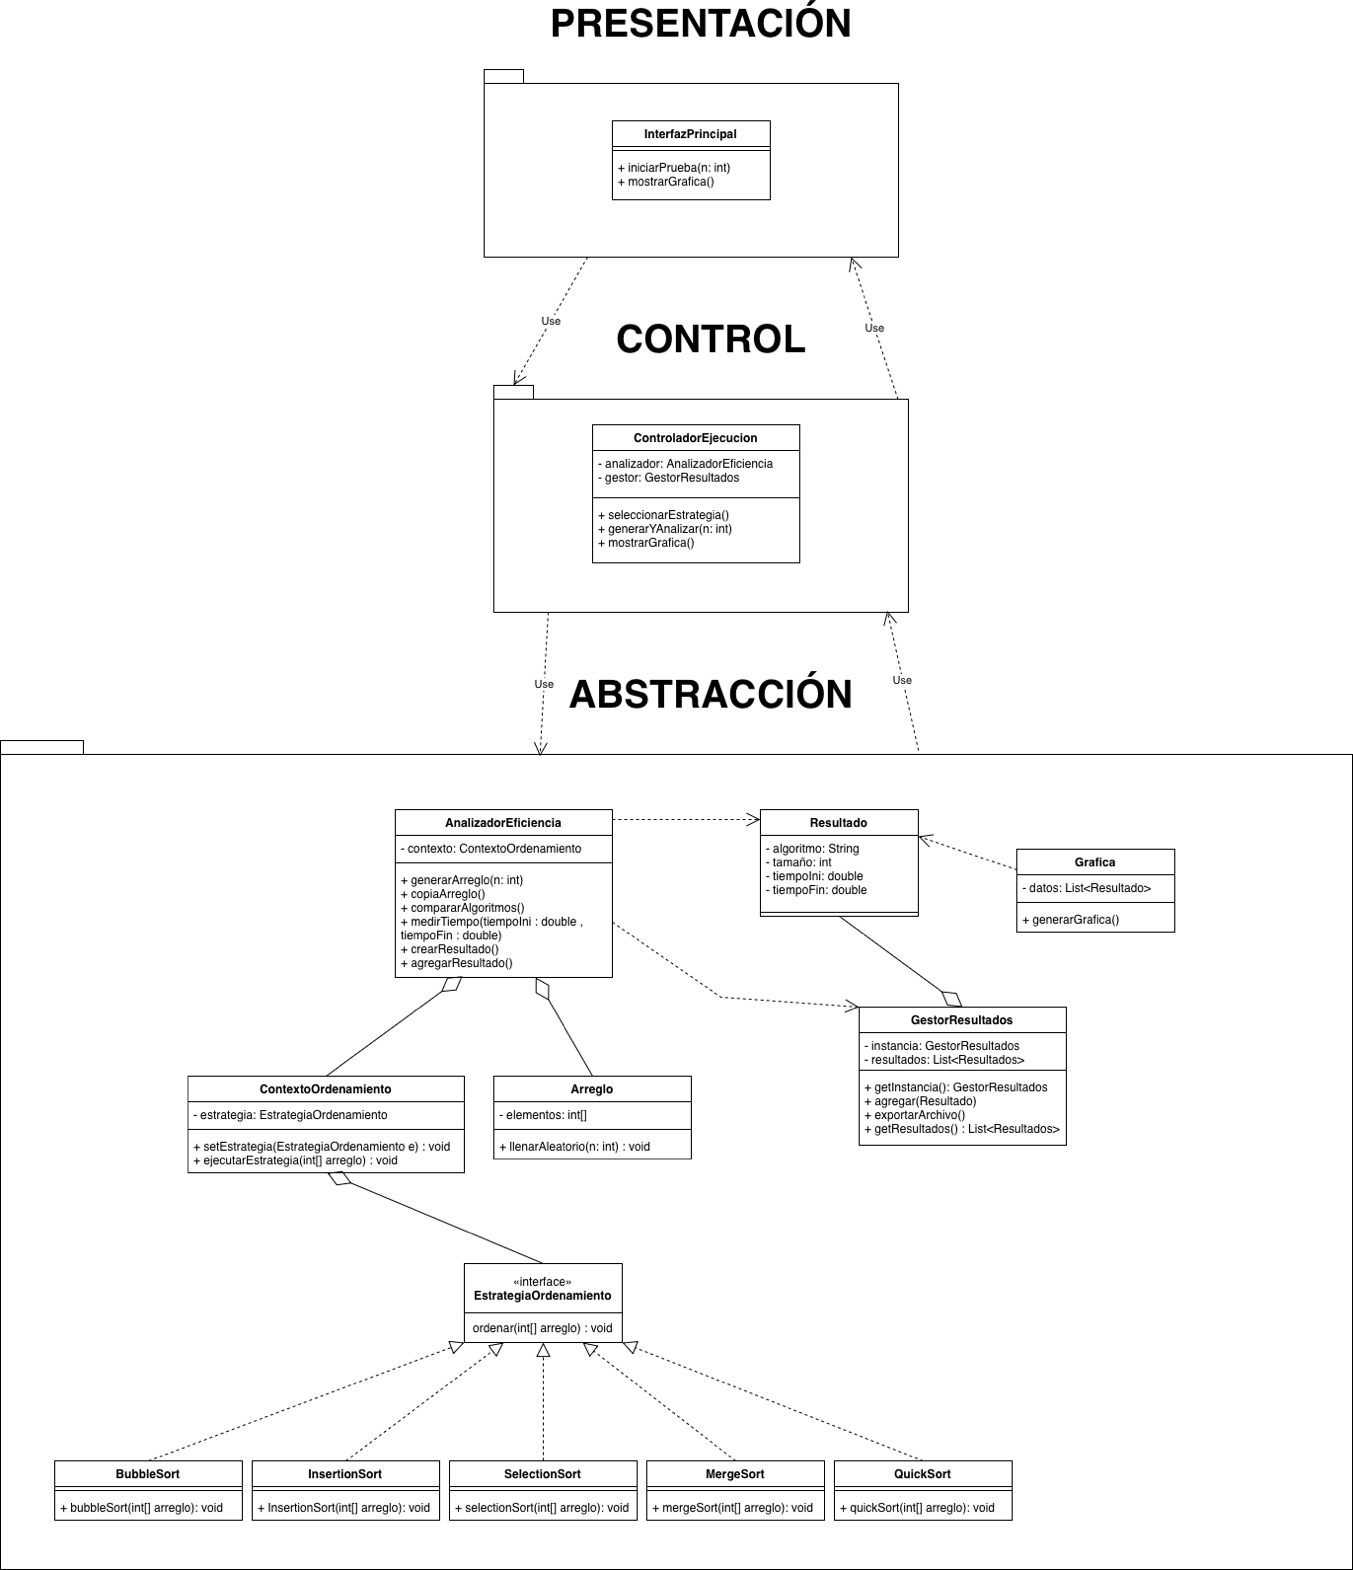 PRESENTACIÓN
InterfazPrincipal
+ iniciarPrueba(n: int)
+ mostrarGrafica()
Use
Use
CONTROL
ControladorEjecucion
- analizador: AnalizadorEficiencia
- gestor: GestorResultados
+ seleccionarEstrategia()
+ generarYAnalizar(n: int)
+ mostrarGrafica()
Use
Use
ABSTRACCIÓN
AnalizadorEficiencia
- contexto: ContextoOrdenamiento
+ generarArreglo(n: int)
+ copiaArreglo()
+ compararAlgoritmos()
+ medirTiempo(tiempoIni : double ,
tiempoFin : double)
+ crearResultado()
+ agregarResultado()
Resultado
- algoritmo: String
- tamaño: int
- tiempoIni: double
- tiempoFin: double
Grafica
- datos: List<Resultado>
+ generarGrafica()
GestorResultados
- instancia: GestorResultados
- resultados: List<Resultados>
+ getInstancia(): GestorResultados
+ agregar(Resultado)
+ exportarArchivo()
+ getResultados() : List<Resultados>
ContextoOrdenamiento
- estrategia: EstrategiaOrdenamiento
+ setEstrategia(EstrategiaOrdenamiento e) : void
+ ejecutarEstrategia(int[] arreglo) : void
Arreglo
- elementos: int[]
+ llenarAleatorio(n: int) : void
«interface»
EstrategiaOrdenamiento
ordenar(int[] arreglo) : void
BubbleSort
+ bubbleSort(int[] arreglo): void
InsertionSort
+ InsertionSort(int[] arreglo): void
SelectionSort
+ selectionSort(int[] arreglo): void
MergeSort
+ mergeSort(int[] arreglo): void
QuickSort
+ quickSort(int[] arreglo): void